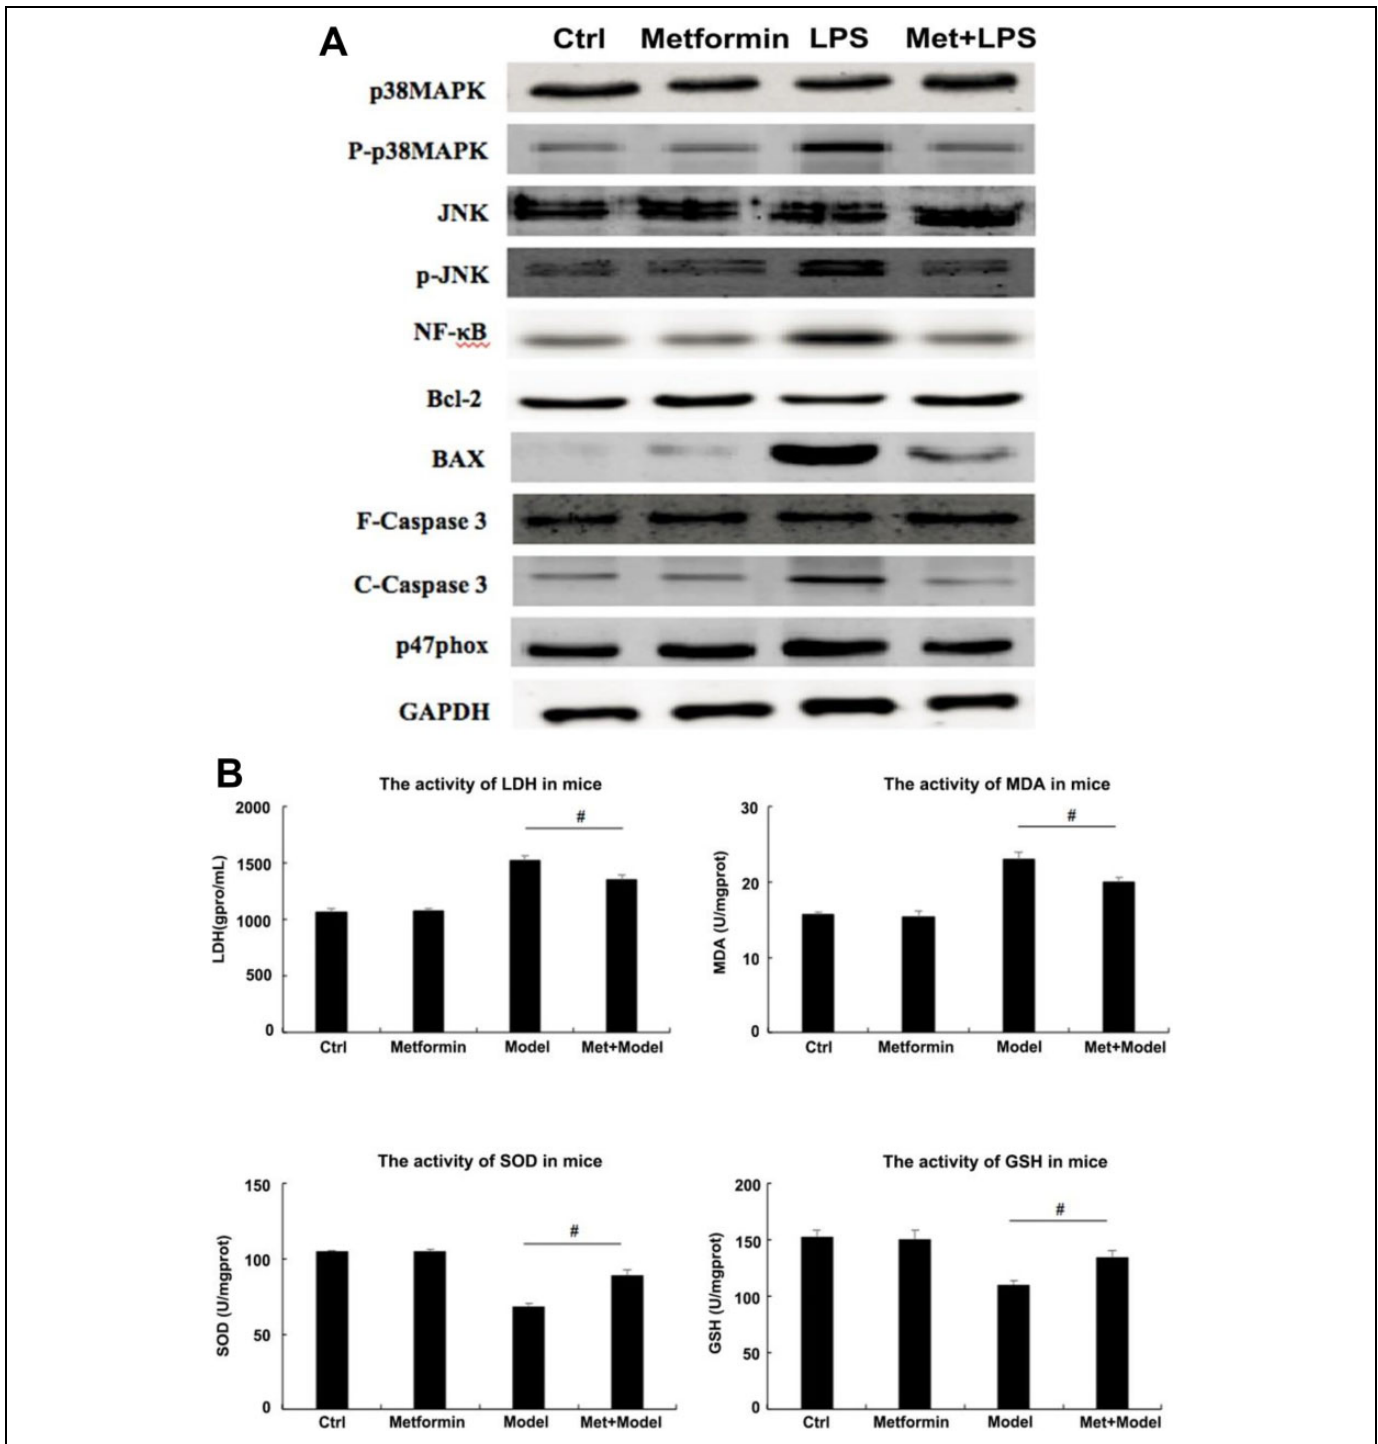 A
Ctrl Metformin LPS Met+LPS
p38MAPK
P-p38MAPK
JNK
p-JNK
NF-κB
Bcl-2
BAX
F-Caspase 3
C-Caspase 3
p47phox
GAPDH
B
The activity of LDH in mice
LDH(gpro/mL)
2000
1500
1000
500
0
#
Ctrl Metformin Model Met+Model
The activity of MDA in mice
MDA (U/mgprot)
30
20
10
0
#
Ctrl Metformin Model Met+Model
The activity of SOD in mice
SOD (U/mgprot)
150
100
50
0
#
Ctrl Metformin Model Met+Model
The activity of GSH in mice
GSH (U/mgprot)
200
150
100
50
0
#
Ctrl Metformin Model Met+Model